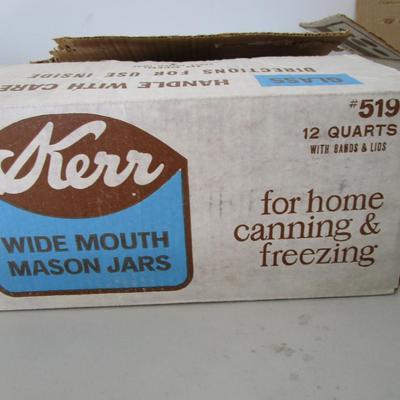 GLASS
HANDLE WITH CARE
DIRECTIONS FOR USE INSIDE
#519
12 QUARTS
WITH BANDS & LIDS
Kerr
WIDE MOUTH
MASON JARS
for home
canning &
freezing